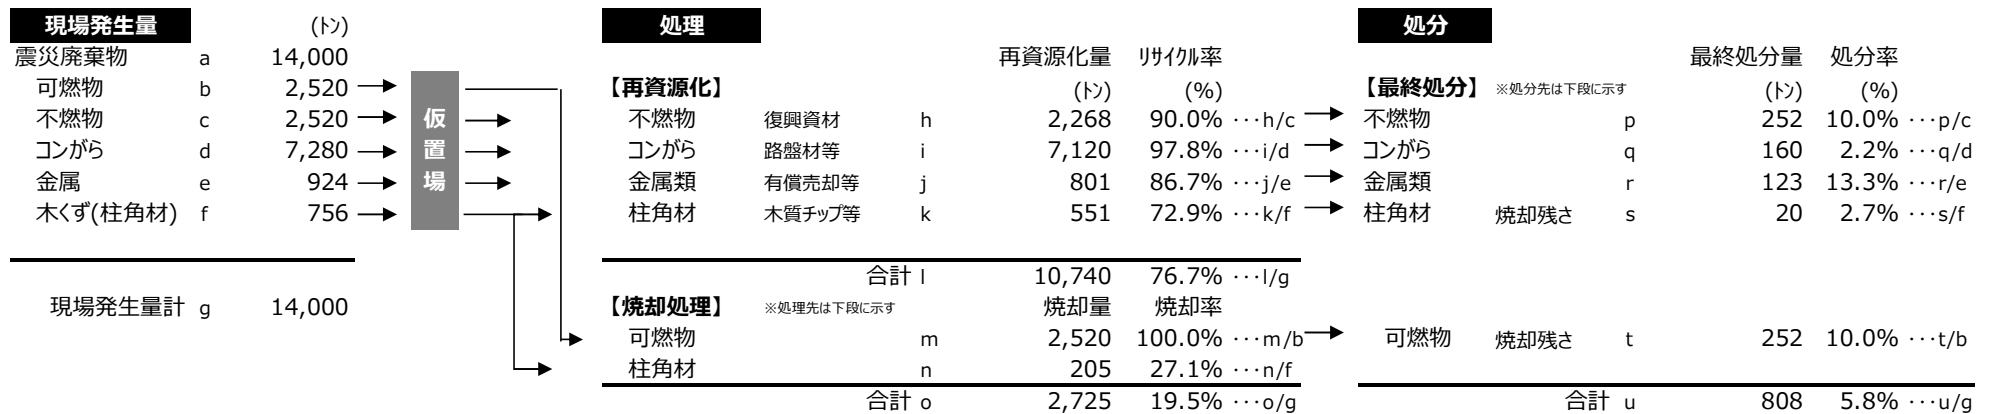 現場発生量 (トン) 処理 処分
震災廃棄物 a 14,000 再資源化量 リサイクル率 最終処分量 処分率
可燃物 b 2,520 【再資源化】 (トン) (%) 【最終処分】 ※処分先は下段に示す (トン) (%)
不燃物 c 2,520 不燃物 復興資材 h 2,268 90.0% ･･･h/c 不燃物 p 252 10.0% ･･･p/c
コンがら d 7,280 コンがら 路盤材等 i 7,120 97.8% ･･･i/d コンがら q 160 2.2% ･･･q/d
金属 e 924 金属類 有償売却等 j 801 86.7% ･･･j/e 金属類 r 123 13.3% ･･･r/e
木くず(柱角材) f 756 柱角材 木質チップ等 k 551 72.9% ･･･k/f 柱角材 焼却残さ s 20 2.7% ･･･s/f
仮置場
合計 l 10,740 76.7% ･･･l/g
現場発生量計 g 14,000 【焼却処理】 ※処理先は下段に示す 焼却量 焼却率
可燃物 m 2,520 100.0% ･･･m/b 可燃物 焼却残さ t 252 10.0% ･･･t/b
柱角材 n 205 27.1% ･･･n/f
合計 o 2,725 19.5% ･･･o/g 合計 u 808 5.8% ･･･u/g